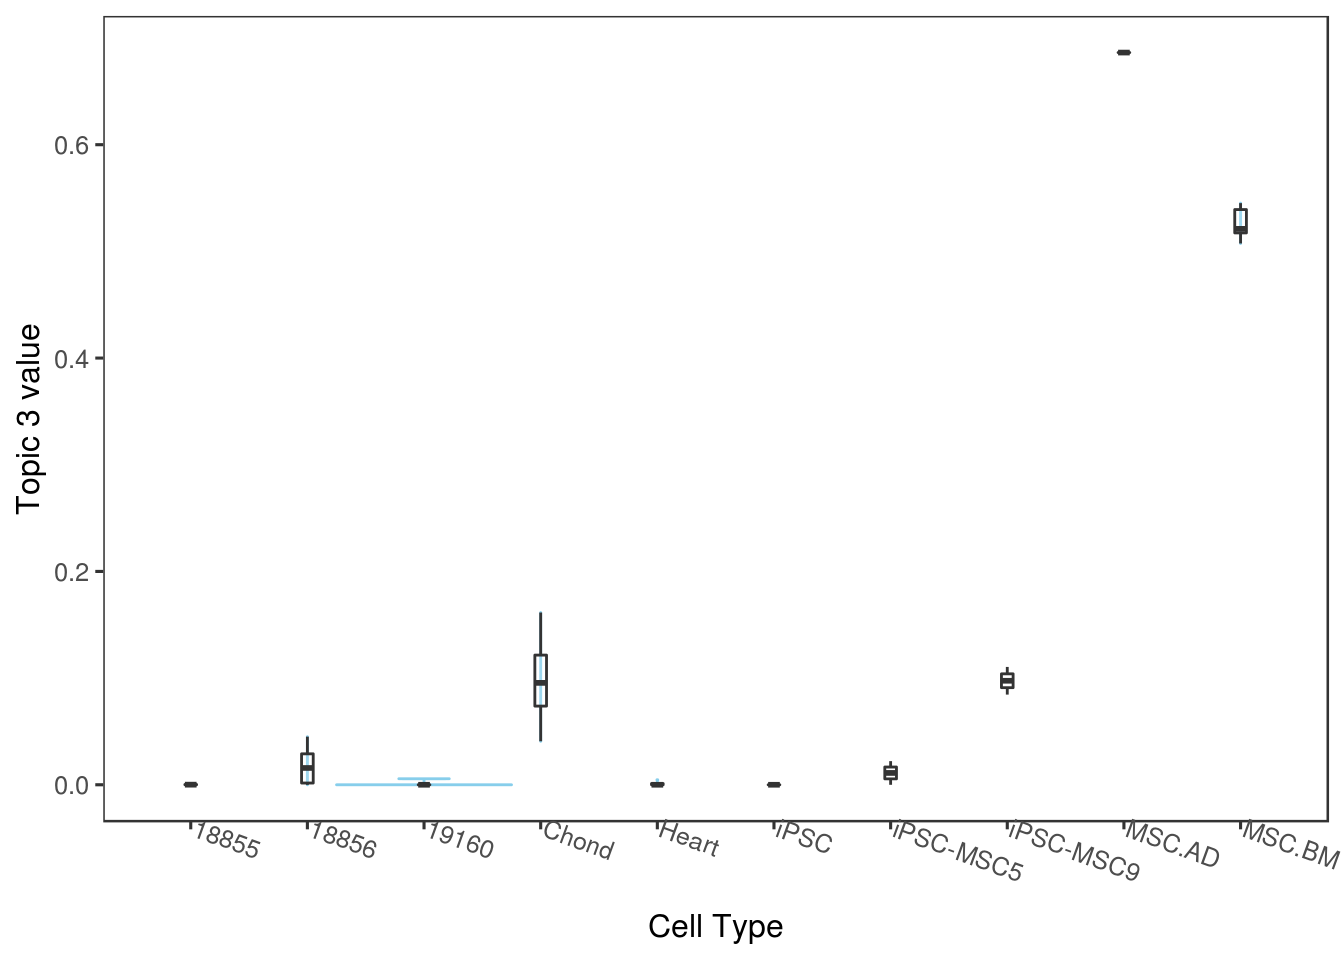 0.6
0.4
0.2
0.0
Topic 3 value
18855
18856
19160
Chond
Heart
iPSC
iPSC-MSC5
iPSC-MSC9
MSC.AD
MSC.BM
Cell Type